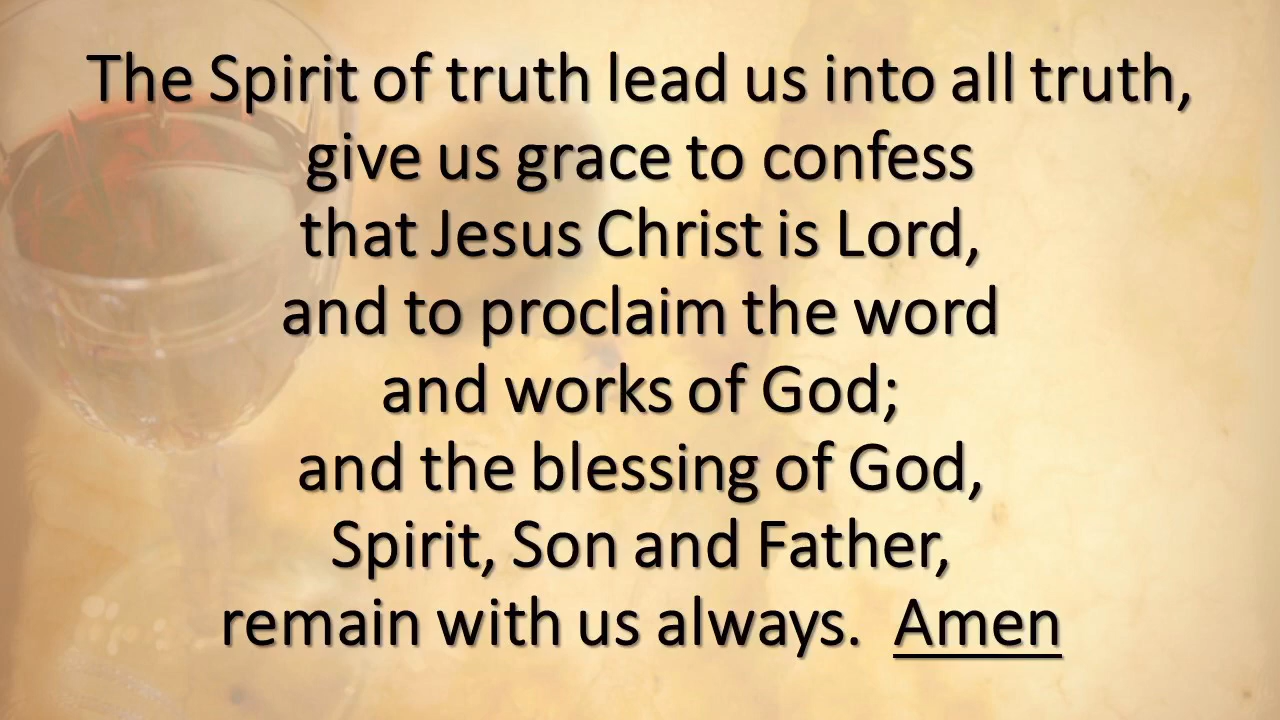 The Spirit of truth lead us into all truth,
give us grace to confess
that Jesus Christ is Lord,
and to proclaim the word
and works of God;
and the blessing of God,
Spirit, Son and Father,
remain with us always.  Amen